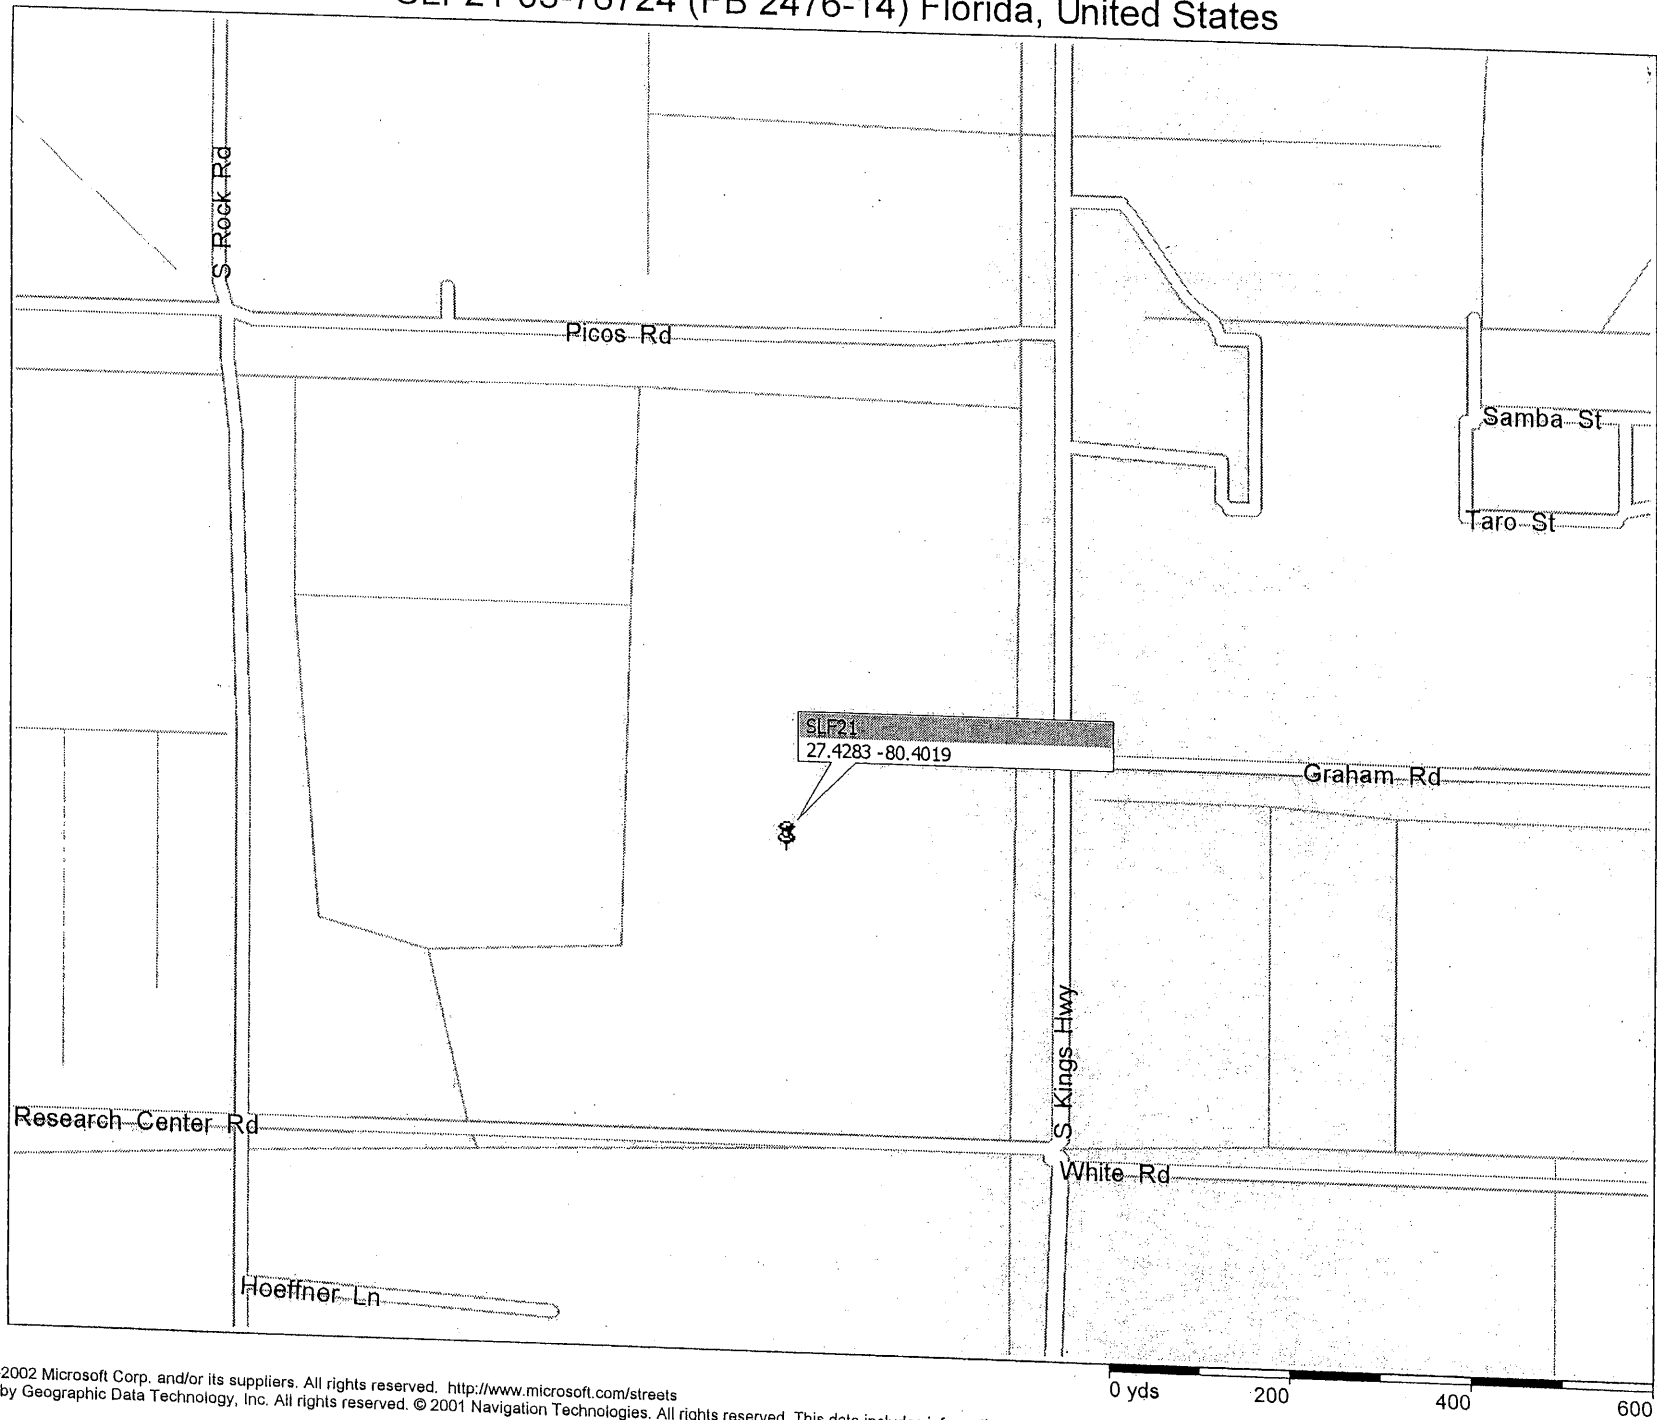 (PB 2476-14) Florida, United States
S Rock Rd
Picos Rd
Samba St
Taro St
SLF21
27.4283 -80.4019
Graham Rd
S Kings Hwy
Research Center Rd
White Rd
Hoeffner Ln
2002 Microsoft Corp. and/or its suppliers. All rights reserved. http://www.microsoft.com/streets
by Geographic Data Technology, Inc. All rights reserved. © 2001 Navigation Technologies. All rights reserved. This data includes
0 yds 200 400 600